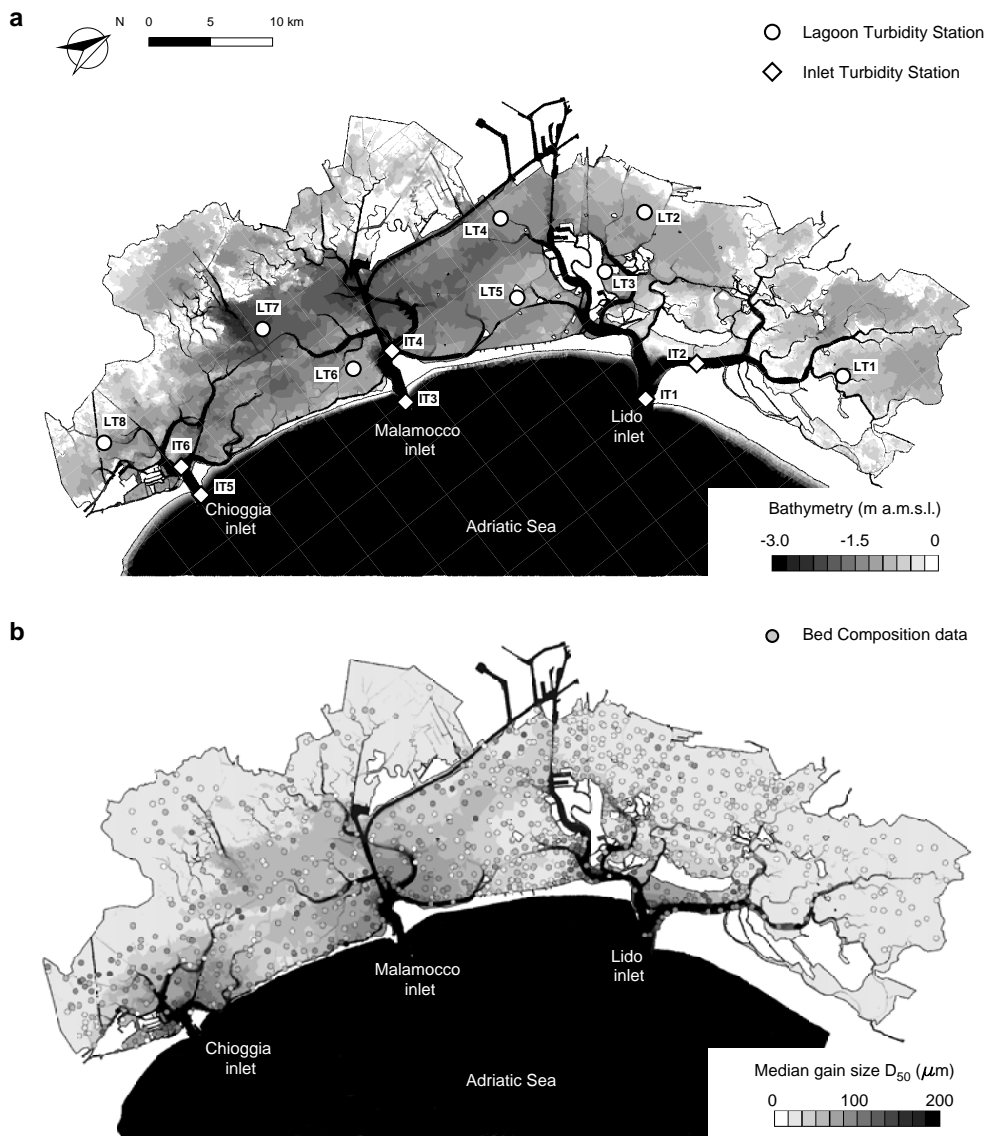 a
N 0 5 10 km
Lagoon Turbidity Station
Inlet Turbidity Station
LT2
LT4
LT3
LT5
LT7
IT4
IT2
LT6
LT1
IT3
IT1
Malamocco
inlet
Lido
inlet
LT8
IT6
IT5
Chioggia
inlet
Adriatic Sea
Bathymetry (m a.m.s.l.)
-3.0 -1.5 0
b
Bed Composition data
Malamocco
inlet
Lido
inlet
Chioggia
inlet
Adriatic Sea
Median gain size D50 (μm)
0 100 200